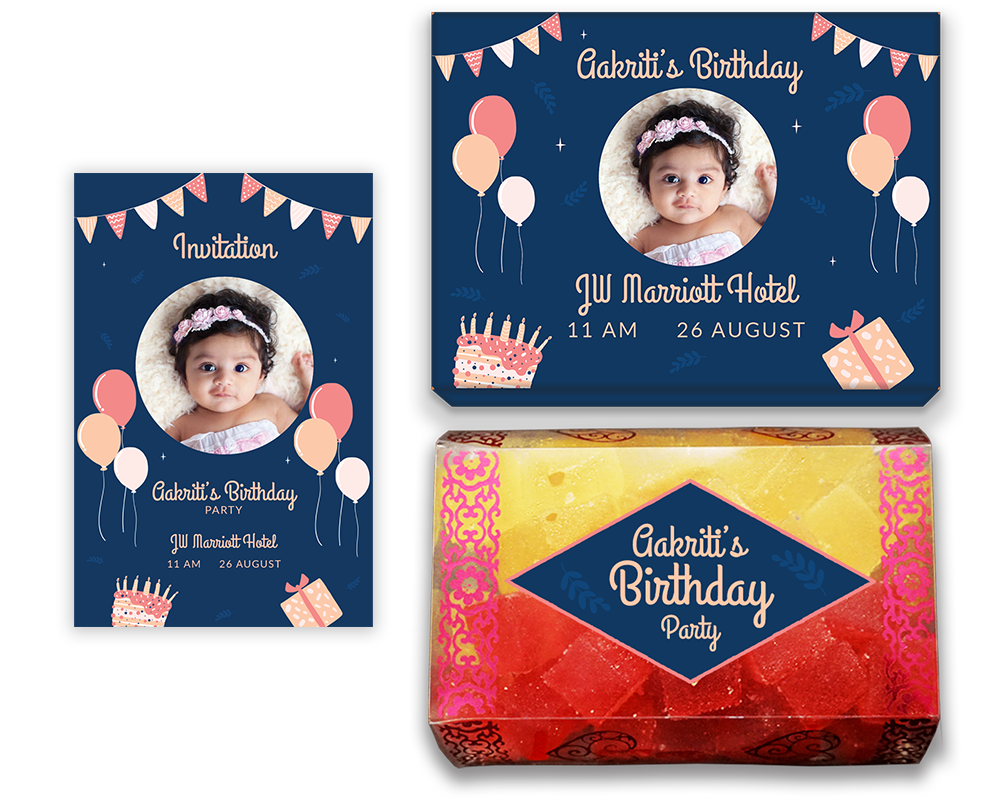 Invitation
Aakriti's Birthday
PARTY
JW Marriott Hotel
11 AM 26 AUGUST
Aakriti's Birthday
JW Marriott Hotel
11 AM 26 AUGUST
Aakriti's
Birthday
Party